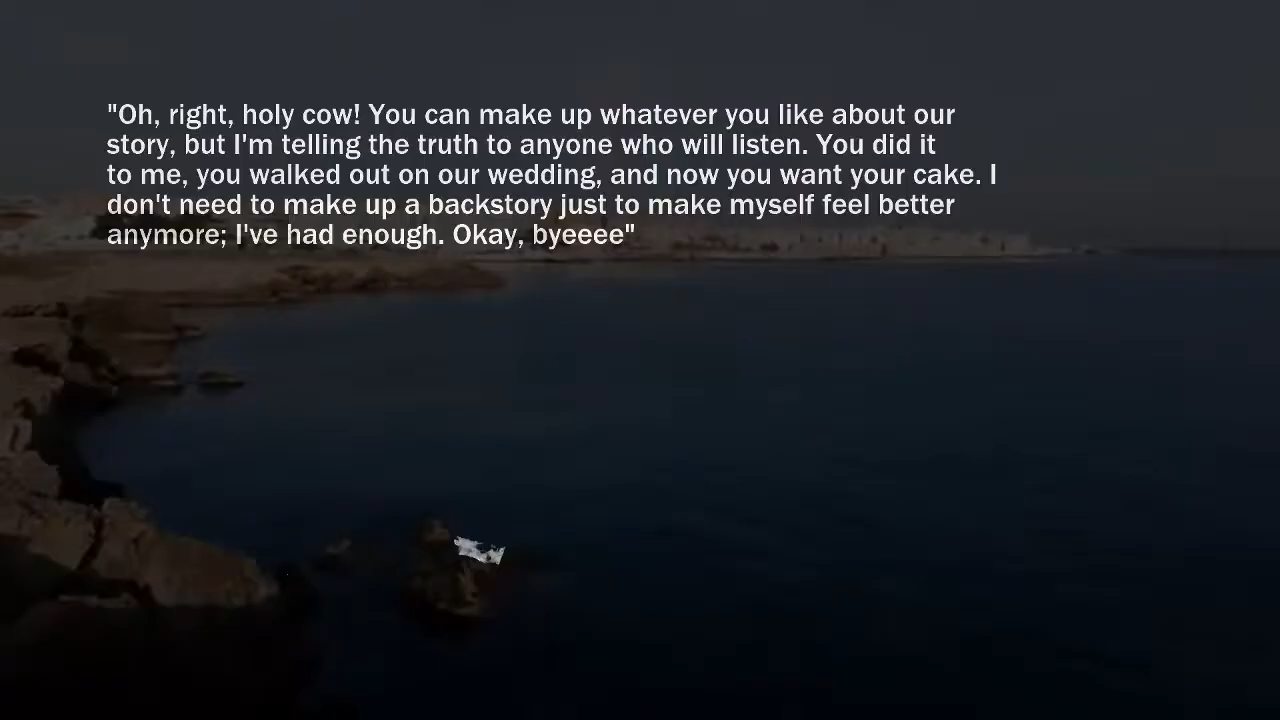 "Oh, right, holy cow! You can make up whatever you like about our
story, but I'm telling the truth to anyone who will listen. You did it
to me, you walked out on our wedding, and now you want your cake. I
don't need to make up a backstory just to make myself feel better
anymore; I've had enough. Okay, byeeee"